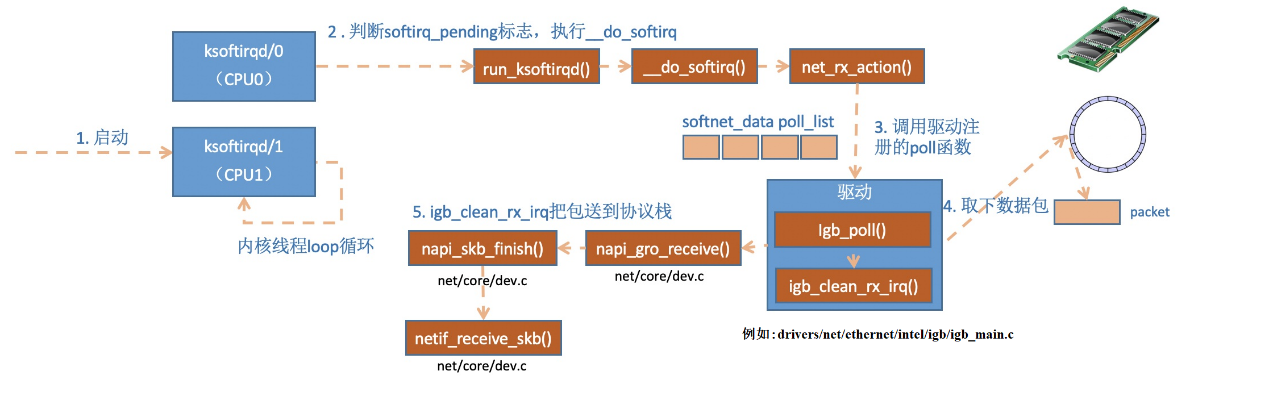 2 . 判断softirq_pending标志，执行__do_softirq
ksoftirqd/0
（CPU0）
run_ksoftirqd()
__do_softirq()
net_rx_action()
1. 启动
ksoftirqd/1
（CPU1）
内核线程loop循环
softnet_data poll_list
3. 调用驱动注
册的poll函数
驱动
Igb_poll()
igb_clean_rx_irq()
4. 取下数据包
packet
5. igb_clean_rx_irq把包送到协议栈
napi_skb_finish()
net/core/dev.c
napi_gro_receive()
net/core/dev.c
netif_receive_skb()
net/core/dev.c
例如:drivers/net/ethernet/intel/igb/igb_main.c